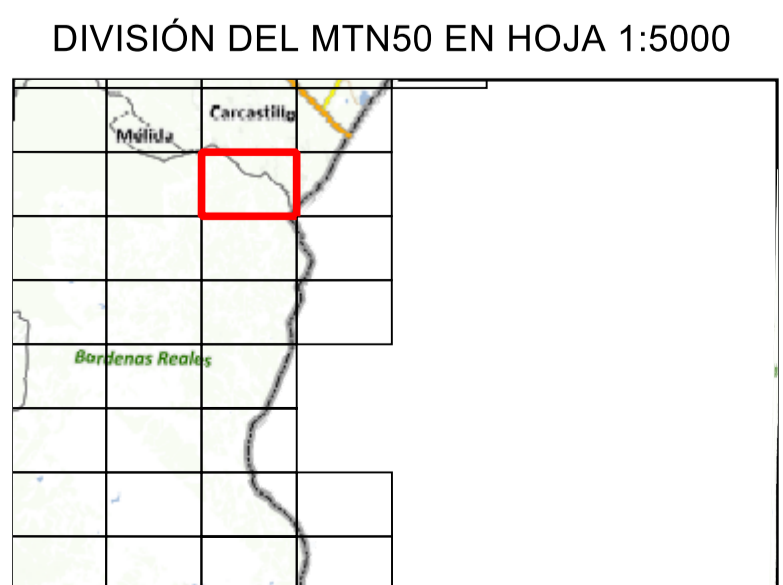 DIVISIÓN DEL MTN50 EN HOJA 1:5000
Carcastillo
Mélida
Bardenas Reales